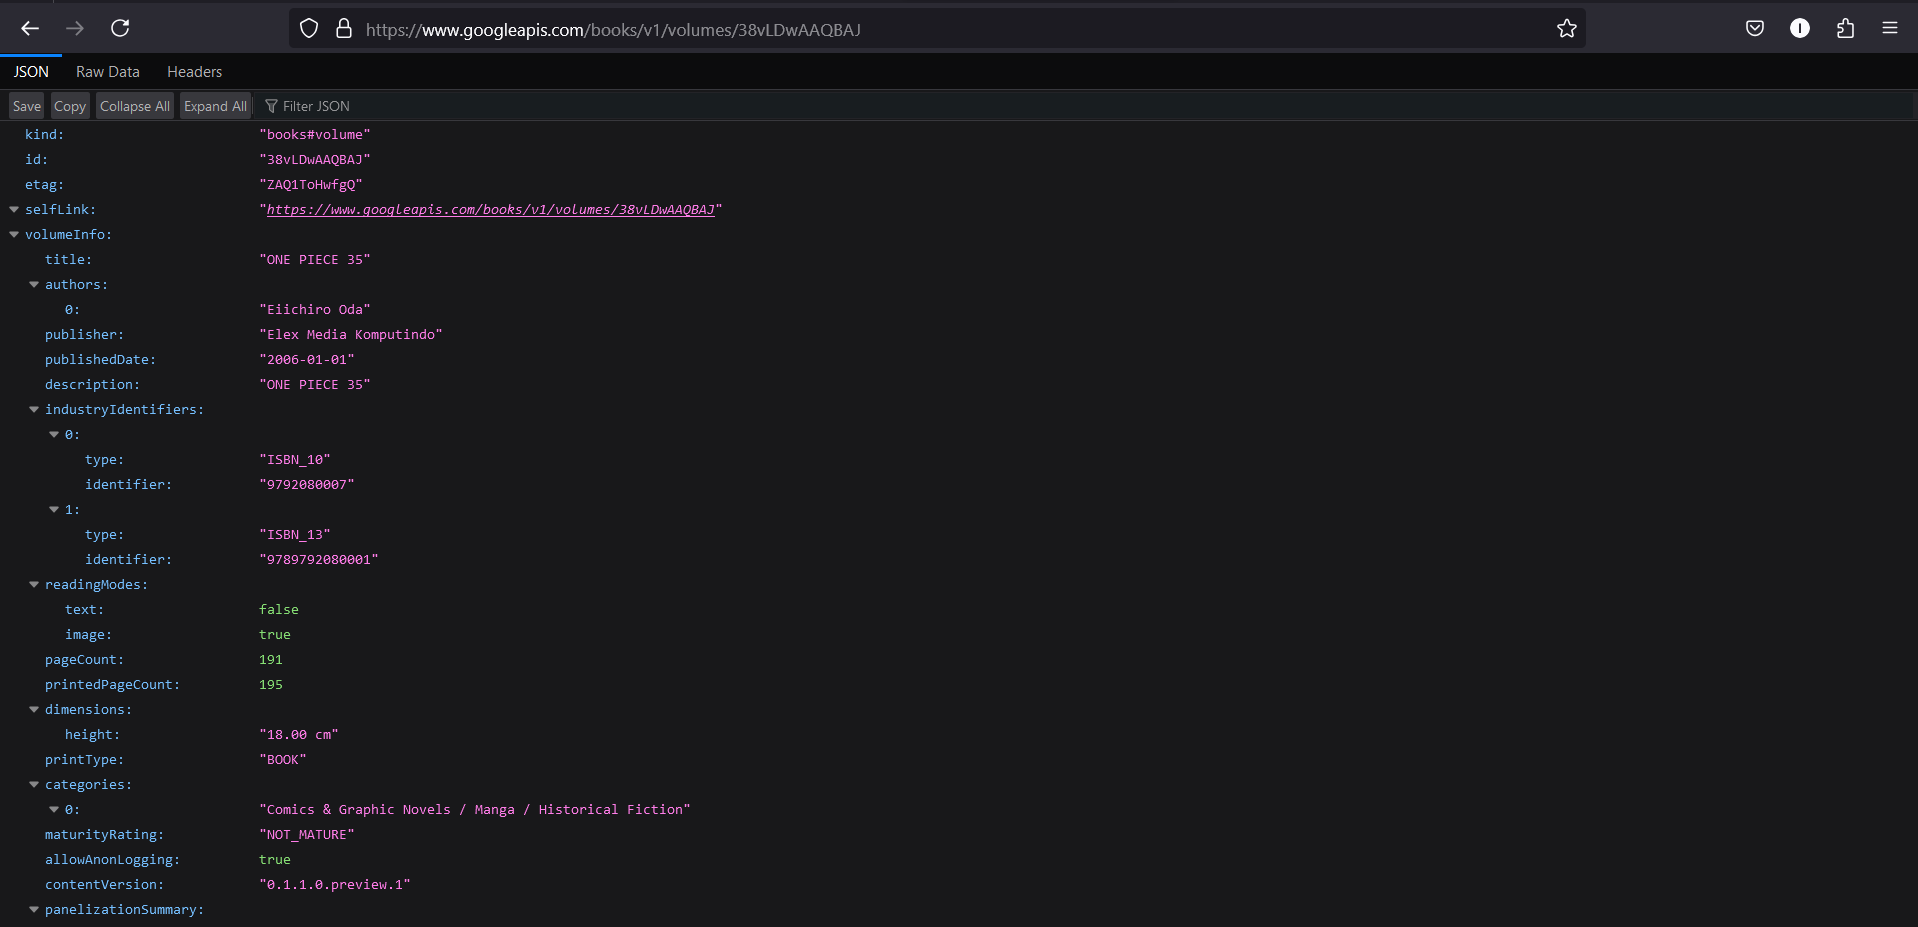 https://www.googleapis.com/books/v1/volumes/38vLDwAAQBAJ
JSON Raw Data Headers
Save Copy Collapse All Expand All Filter JSON
kind: "books#volume"
id: "38vLDwAAQBAJ"
etag: "ZAQ1ToHwfgQ"
selfLink: "https://www.googleapis.com/books/v1/volumes/38vLDwAAQBAJ"
volumeInfo:
title: "ONE PIECE 35"
authors:
0: "Eiichiro Oda"
publisher: "Elex Media Komputindo"
publishedDate: "2006-01-01"
description: "ONE PIECE 35"
industryIdentifiers:
0:
type: "ISBN_10"
identifier: "9792080007"
1:
type: "ISBN_13"
identifier: "9789792080001"
readingModes:
text: false
image: true
pageCount: 191
printedPageCount: 195
dimensions:
height: "18.00 cm"
printType: "BOOK"
categories:
0: "Comics & Graphic Novels / Manga / Historical Fiction"
maturityRating: "NOT_MATURE"
allowAnonLogging: true
contentVersion: "0.1.1.0.preview.1"
panelizationSummary: